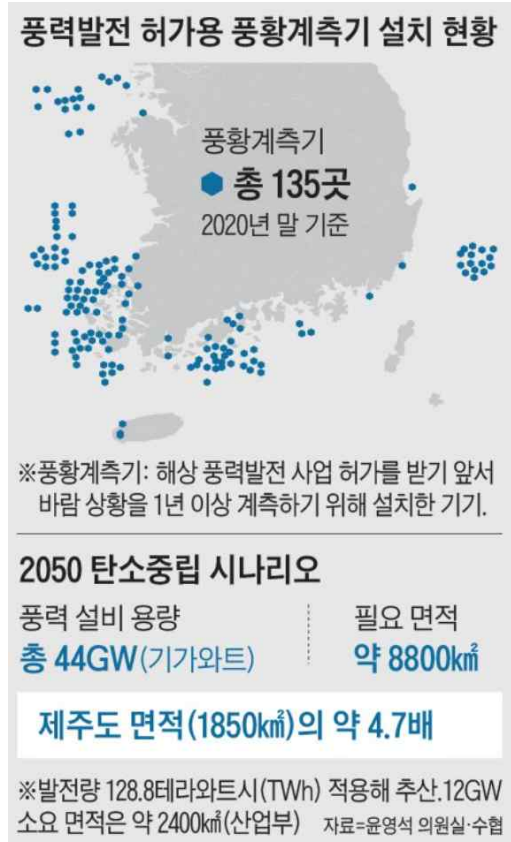 풍력발전 허가용 풍황계측기 설치 현황
풍황계측기
총 135곳
2020년 말 기준
※풍황계측기: 해상 풍력발전 사업 허가를 받기 앞서
바람 상황을 1년 이상 계측하기 위해 설치한 기기.
2050 탄소중립 시나리오
풍력 설비 용량
총 44GW(기가와트)
필요 면적
약 8800㎢
제주도 면적(1850㎢)의 약 4.7배
※발전량 128.8테라와트시(TWh) 적용해 추산.12GW
소요 면적은 약 2400㎢(산업부) 자료=윤영석 의원실·수협